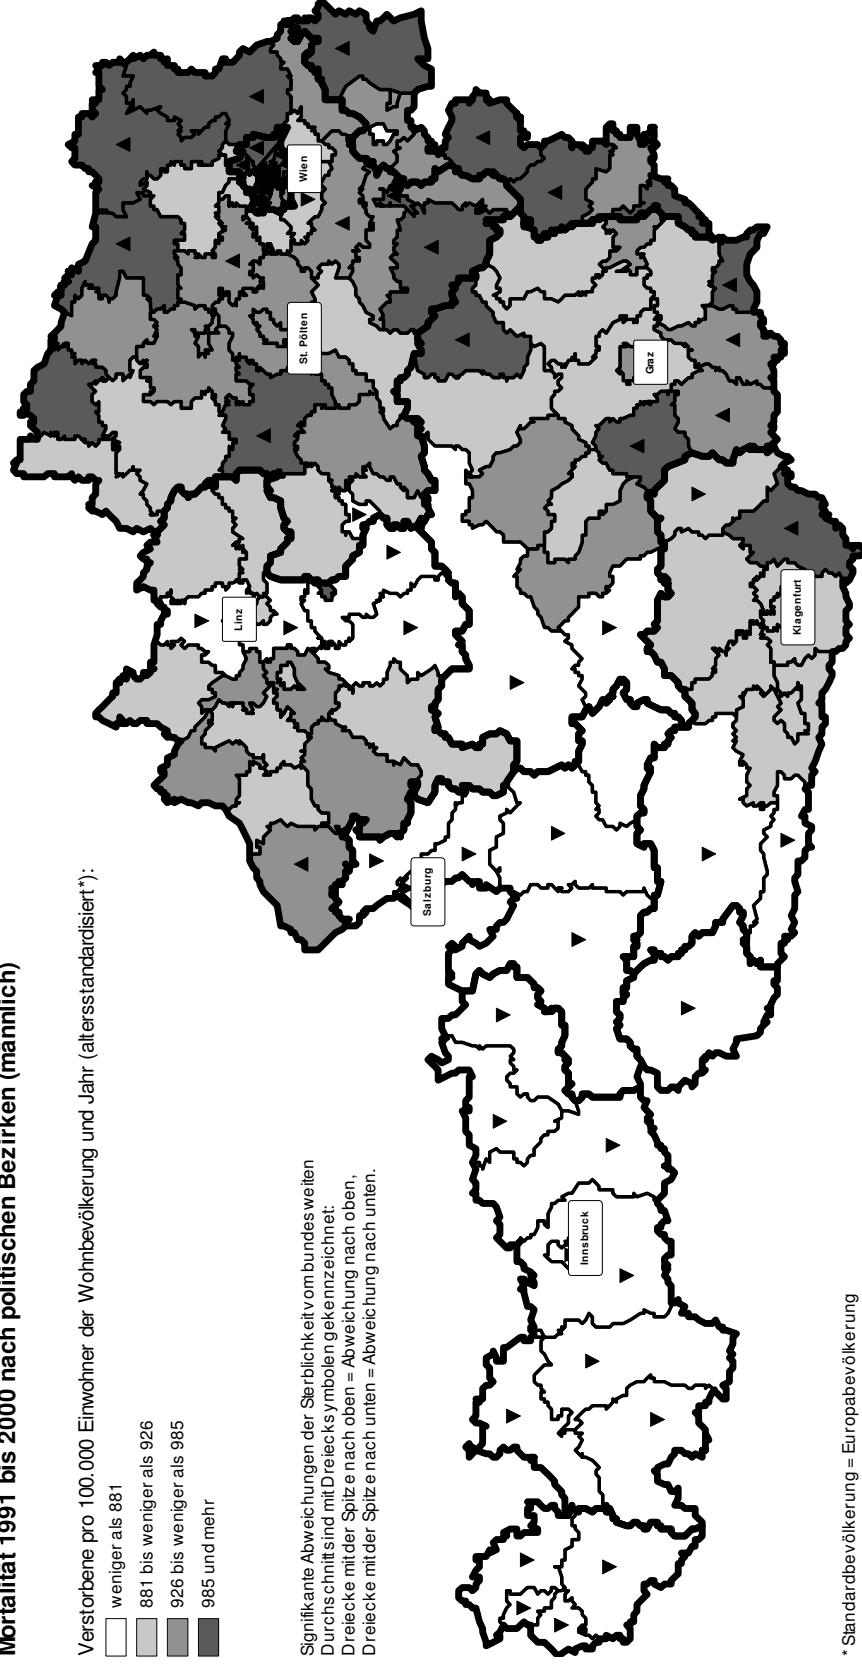 Mortalität 1991 bis 2000 nach politischen Bezirken (männlich)
Verstorbene pro 100.000 Einwohner der Wohnbevölkerung und Jahr (altersstandardisiert*):
weniger als 881
881 bis weniger als 926
926 bis weniger als 985
985 und mehr
Signifikante Abweichungen der Sterblichkeit vom bundesweiten
Durchschnitt sind mit Dreieckssymbolen gekennzeichnet:
Dreiecke mit der Spitze nach oben = Abweichung nach oben,
Dreiecke mit der Spitze nach unten = Abweichung nach unten.
Linz
St. Pölten
Wien
Salzburg
Innsbruck
Graz
Klagenfurt
* Standardbevölkerung = Europabevölkerung